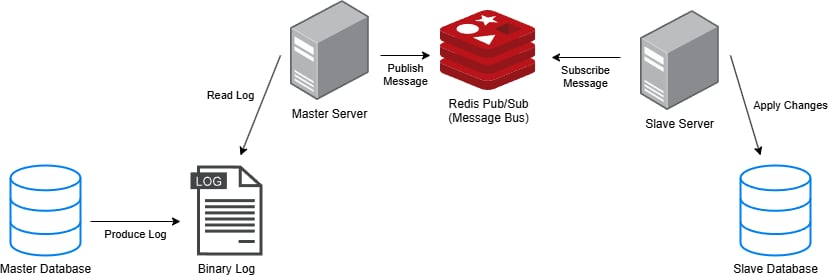 Read Log
Master Server
Publish
Message
Redis Pub/Sub
(Message Bus)
Subscribe
Message
Slave Server
Apply Changes
Master Database
Produce Log
LOG
Binary Log
Slave Database